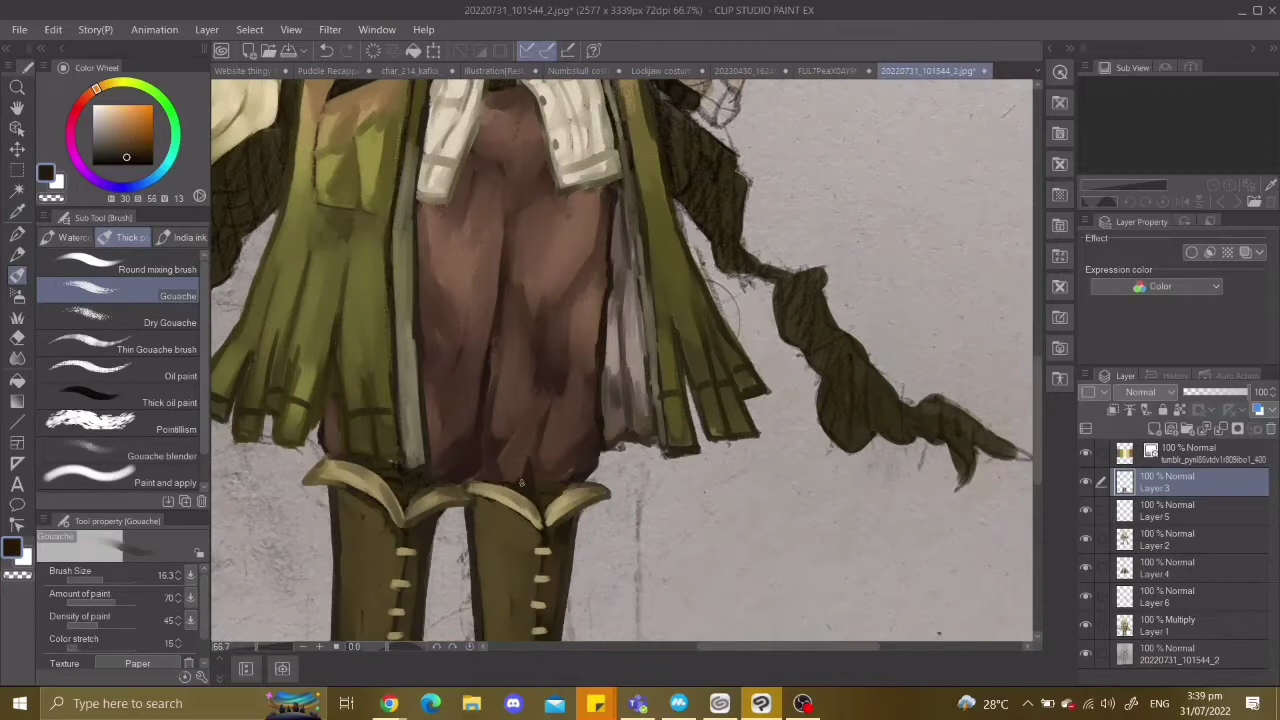 20220731_101544_2.jpg* (2577 x 3339px 72dpi 66.7%) - CLIP STUDIO PAINT EX
File Edit Story(P) Animation Layer Select View Filter Window Help
Color Wheel
Website thingy Puddle Recapp char_214_kafka_ Illustration[Rest Numbskull cost Lockjaw costum 20220430_1624 FUL7PeaX0AY9 20220731_101544_2.jpg*
Sub View
H 30 S 56 V 13
Sub Tool [Brush]
Waterc Thick p India ink
Round mixing brush
Gouache
Dry Gouache
Thin Gouache brush
Oil paint
Thick oil paint
Pointillism
Gouache blender
Paint and apply
Tool property [Gouache]
Gouache
Brush Size 16.3
Amount of paint 70
Density of paint 45
Color stretch 15
Texture Paper
Layer Property
Effect
Expression color
Color
Layer History Auto Action
Normal 100
100 % Normal
100 % Normal
Layer 3
100 % Normal
Layer 5
100 % Normal
Layer 2
100 % Normal
Layer 4
100 % Normal
Layer 6
100 % Multiply
Layer 1
100 % Normal
20220731_101544_2
66.7 0.0
Type here to search
28°C
ENG
3:39 pm
31/07/2022